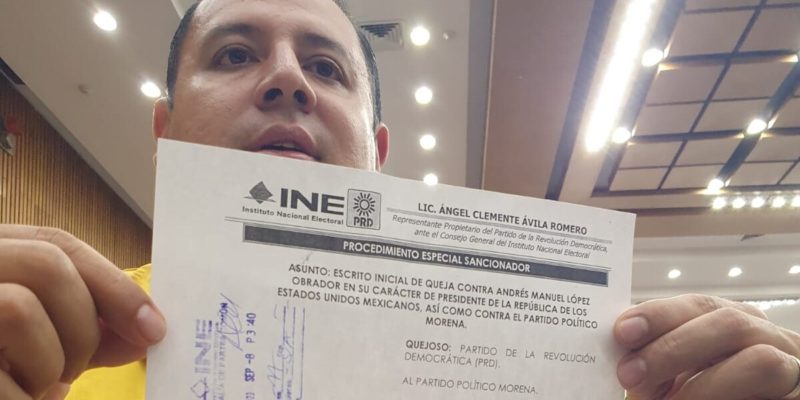 INE
Instituto Nacional Electoral
PRD
LIC. ÁNGEL CLEMENTE ÁVILA ROMERO
Representante Propietario del Partido de la Revolución Democrática,
ante el Consejo General del Instituto Nacional Electoral
PROCEDIMIENTO ESPECIAL SANCIONADOR
ASUNTO: ESCRITO INICIAL DE QUEJA CONTRA ANDRÉS MANUEL LÓPEZ
OBRADOR EN SU CARÁCTER DE PRESIDENTE DE LA REPÚBLICA DE LOS
ESTADOS UNIDOS MEXICANOS, ASÍ COMO CONTRA EL PARTIDO POLÍTICO
MORENA.
QUEJOSO: PARTIDO DE LA REVOLUCIÓN
DEMOCRÁTICA (PRD).
AL PARTIDO POLÍTICO MORENA.
INE
SEP -8 P 3:40